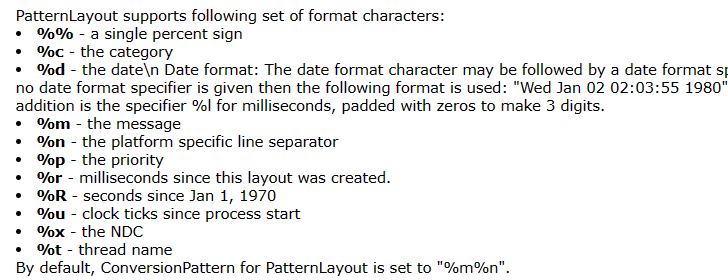 PatternLayout supports following set of format characters:
• %% - a single percent sign
• %c - the category
• %d - the date\n Date format: The date format character may be followed by a date format
no date format specifier is given then the following format is used: "Wed Jan 02 02:03:55 1980"
addition is the specifier %l for milliseconds, padded with zeros to make 3 digits.
• %m - the message
• %n - the platform specific line separator
• %p - the priority
• %r - milliseconds since this layout was created.
• %R - seconds since Jan 1, 1970
• %u - clock ticks since process start
• %x - the NDC
• %t - thread name
By default, ConversionPattern for PatternLayout is set to "%m%n".